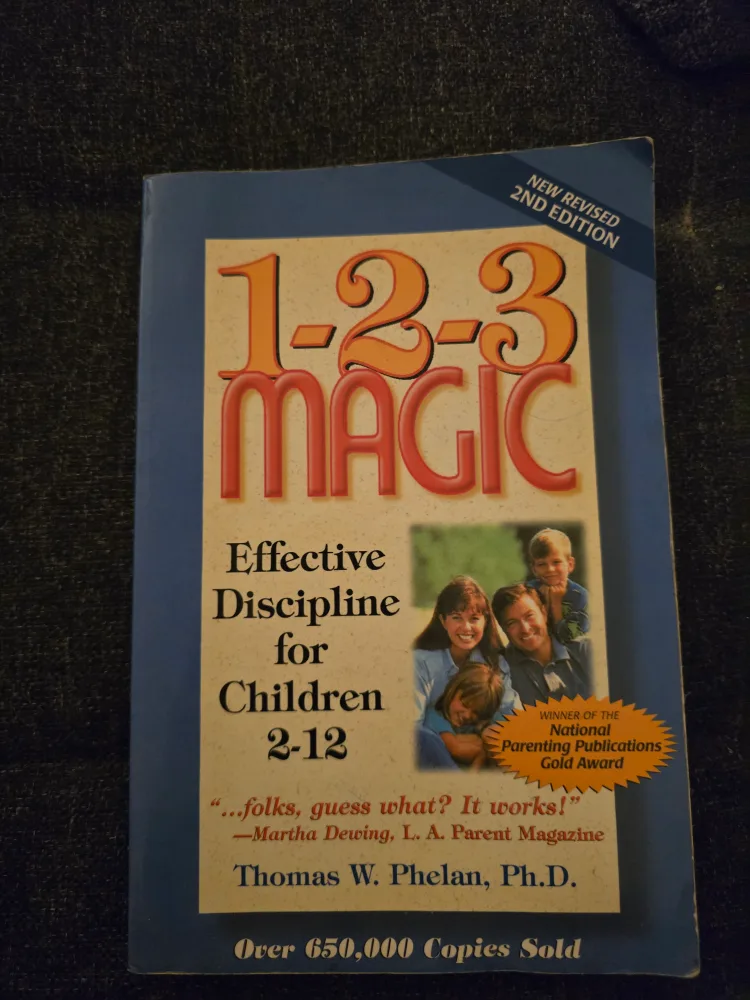 NEW REVISED
2ND EDITION
1-2-3
MAGIC
Effective
Discipline
for
Children
2-12
WINNER OF THE
National
Parenting Publications
Gold Award
"...folks, guess what? It works!"
—Martha Dewing, L. A. Parent Magazine
Thomas W. Phelan, Ph.D.
Over 650,000 Copies Sold